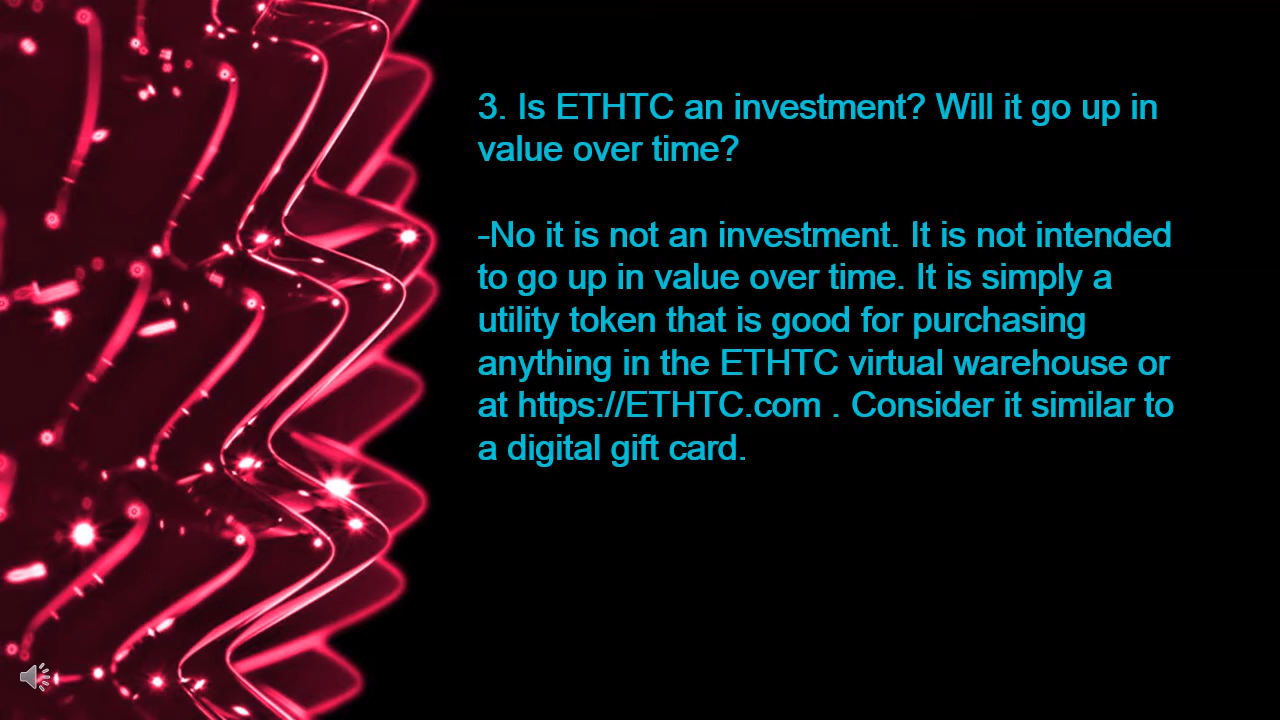 3. Is ETHTC an investment? Will it go up in
value over time?
-No it is not an investment. It is not intended
to go up in value over time. It is simply a
utility token that is good for purchasing
anything in the ETHTC virtual warehouse or
at https://ETHTC.com . Consider it similar to
a digital gift card.